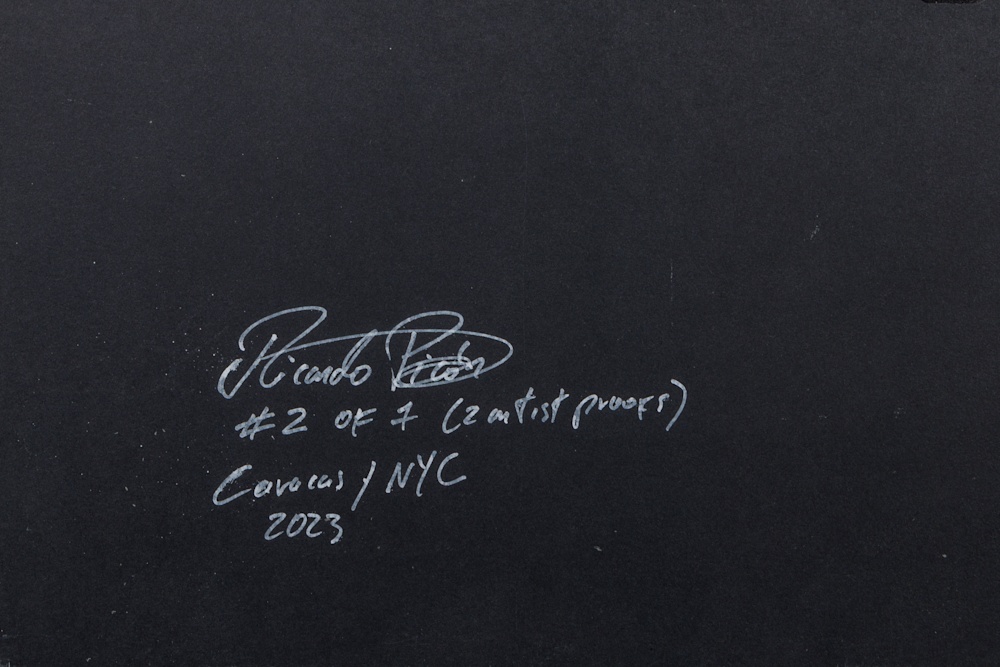 Ricardo
#2 of 7 (2 artist proofs)
Caracas / NYC
2023